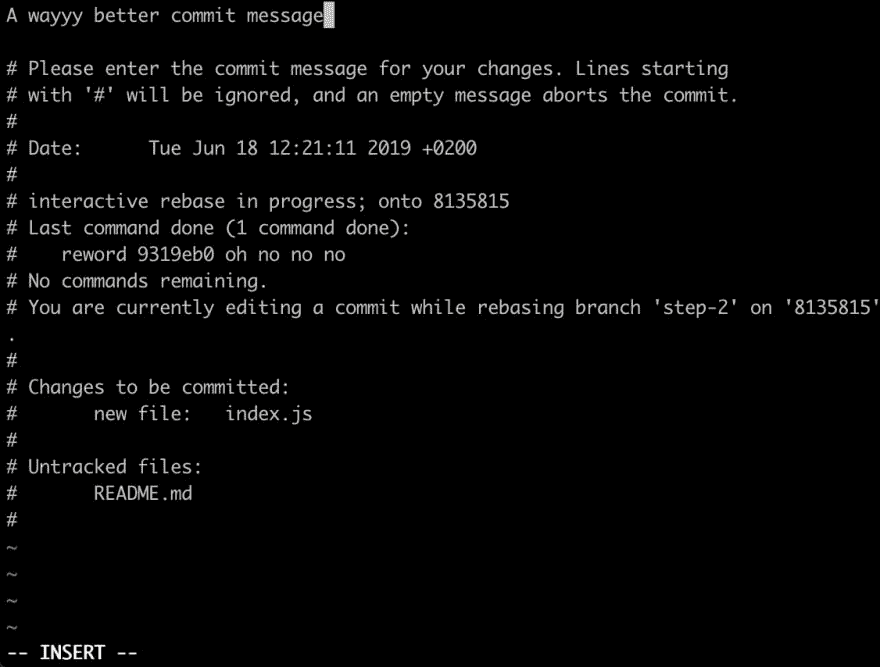 A wayyy better commit message

# Please enter the commit message for your changes. Lines starting
# with '#' will be ignored, and an empty message aborts the commit.
#
# Date:      Tue Jun 18 12:21:11 2019 +0200
#
# interactive rebase in progress; onto 8135815
# Last command done (1 command done):
#    reword 9319eb0 oh no no no
# No commands remaining.
# You are currently editing a commit while rebasing branch 'step-2' on '8135815'
.
#
# Changes to be committed:
#       new file:   index.js
#
# Untracked files:
#       README.md
#
~
~
~
~
-- INSERT --